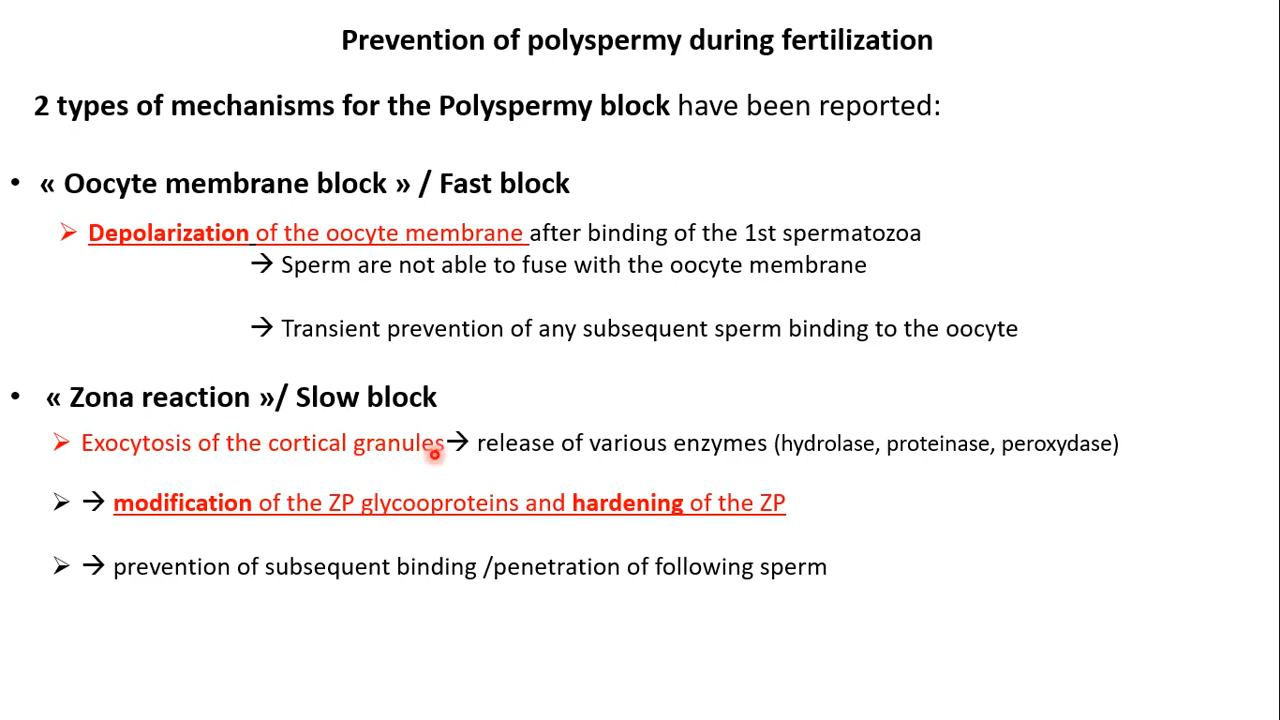 Prevention of polyspermy during fertilization
2 types of mechanisms for the Polyspermy block have been reported:
• « Oocyte membrane block » / Fast block
➢ Depolarization of the oocyte membrane after binding of the 1st spermatozoa
→ Sperm are not able to fuse with the oocyte membrane
→ Transient prevention of any subsequent sperm binding to the oocyte
• « Zona reaction »/ Slow block
➢ Exocytosis of the cortical granules→ release of various enzymes (hydrolase, proteinase, peroxydase)
➢ → modification of the ZP glycooproteins and hardening of the ZP
➢ → prevention of subsequent binding /penetration of following sperm